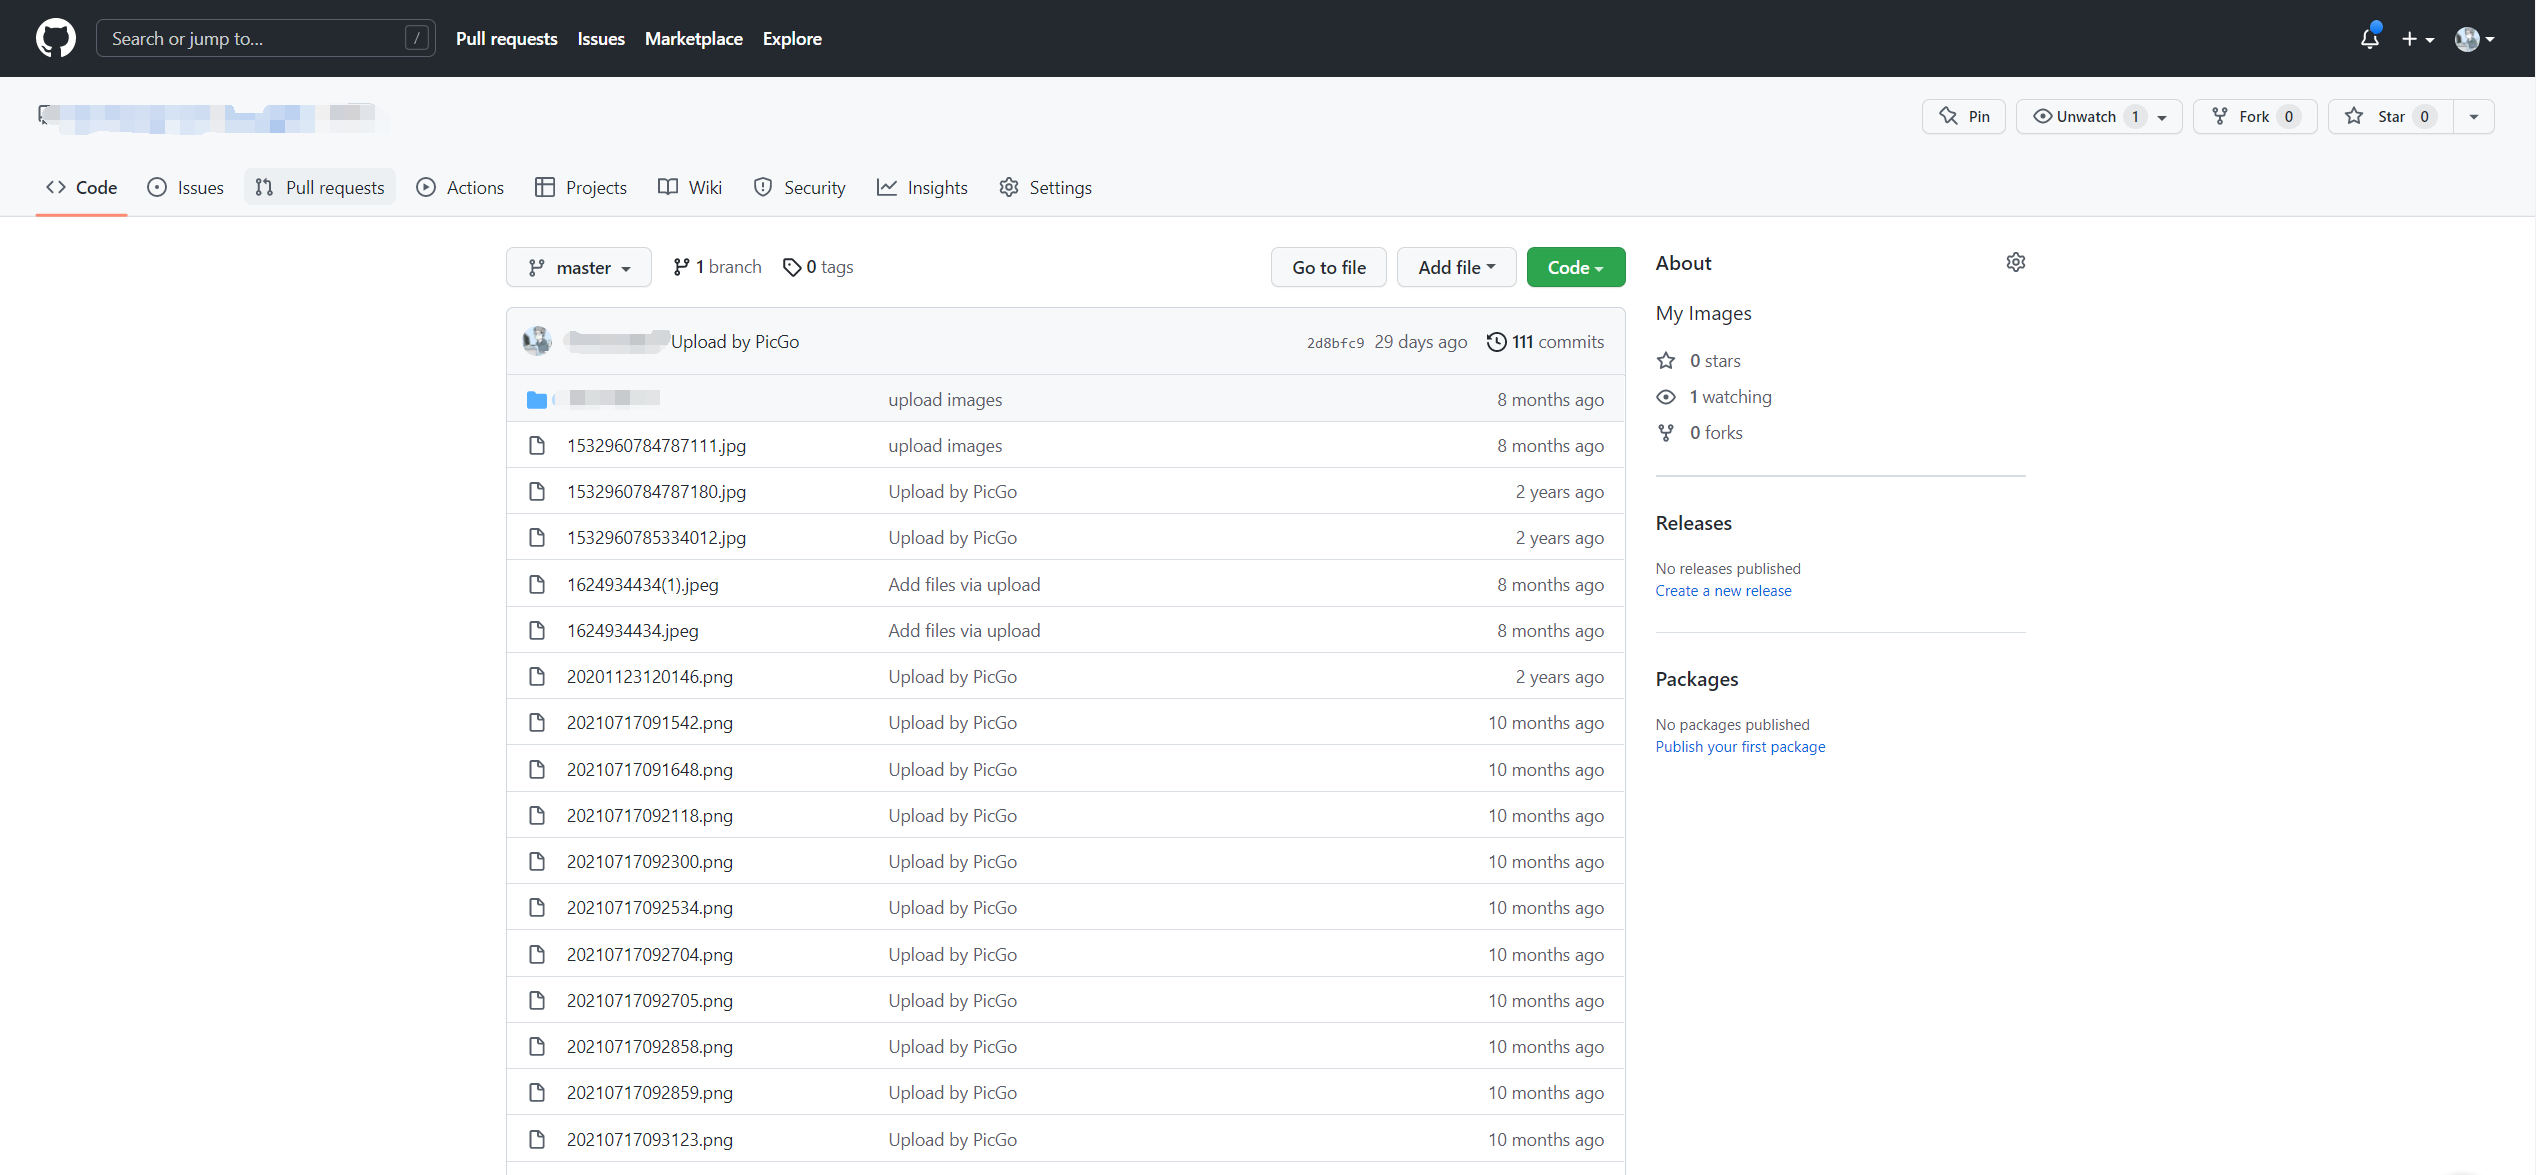 Search or jump to... /
Pull requests Issues Marketplace Explore
Pin
Unwatch 1
Fork 0
Star 0
Code
Issues
Pull requests
Actions
Projects
Wiki
Security
Insights
Settings
master
1 branch
0 tags
Go to file
Add file
Code
Upload by PicGo 2d8bfc9 29 days ago 111 commits
upload images 8 months ago
1532960784787111.jpg upload images 8 months ago
1532960784787180.jpg Upload by PicGo 2 years ago
1532960785334012.jpg Upload by PicGo 2 years ago
1624934434(1).jpeg Add files via upload 8 months ago
1624934434.jpeg Add files via upload 8 months ago
20201123120146.png Upload by PicGo 2 years ago
20210717091542.png Upload by PicGo 10 months ago
20210717091648.png Upload by PicGo 10 months ago
20210717092118.png Upload by PicGo 10 months ago
20210717092300.png Upload by PicGo 10 months ago
20210717092534.png Upload by PicGo 10 months ago
20210717092704.png Upload by PicGo 10 months ago
20210717092705.png Upload by PicGo 10 months ago
20210717092858.png Upload by PicGo 10 months ago
20210717092859.png Upload by PicGo 10 months ago
20210717093123.png Upload by PicGo 10 months ago
About
My Images
0 stars
1 watching
0 forks
Releases
No releases published
Create a new release
Packages
No packages published
Publish your first package